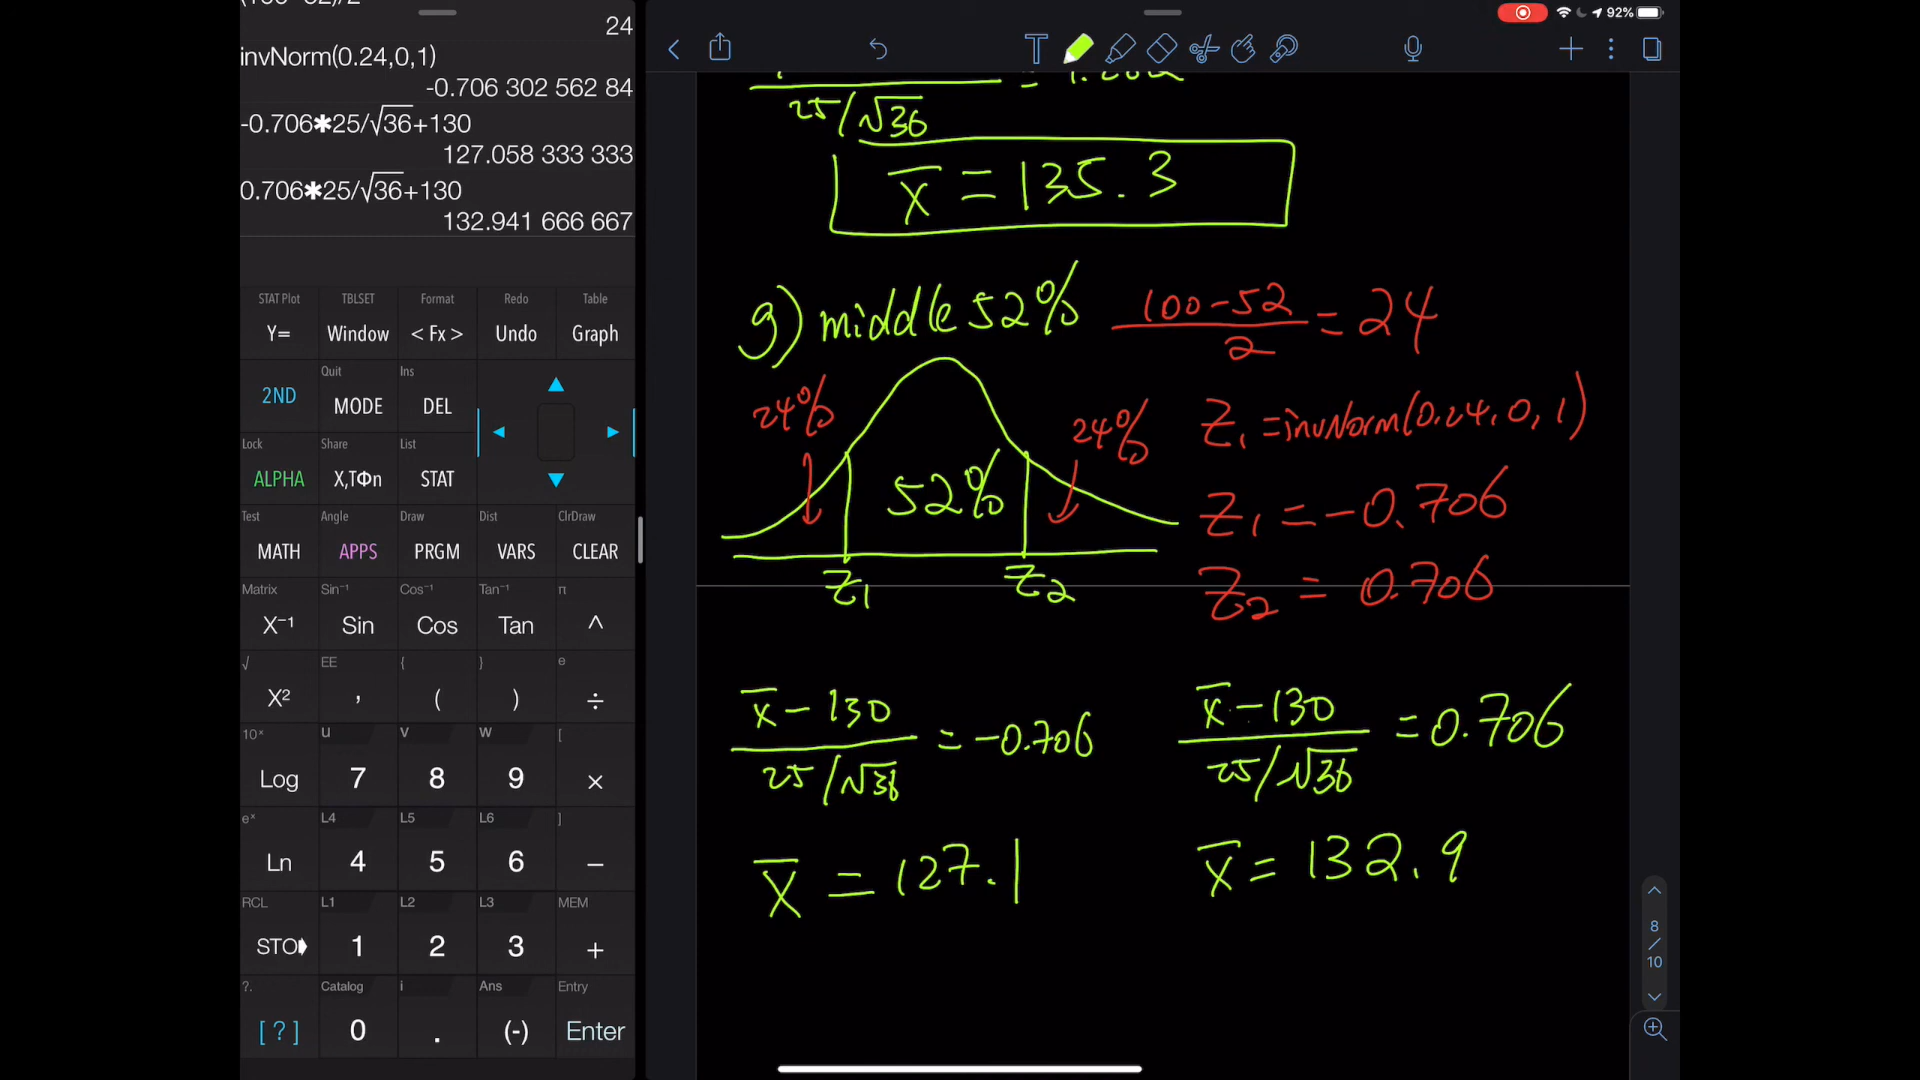 24
invNorm(0.24,0,1)
-0.706 302 562 84
-0.706✱25/√36+130
127.058 333 333
0.706✱25/√36+130
132.941 666 667
STAT Plot TBLSET Format Redo Table
Y= Window < Fx > Undo Graph
Quit Ins
2ND MODE DEL
Lock Share List
ALPHA X,TΦn STAT
Test Angle Draw Dist ClrDraw
MATH APPS PRGM VARS CLEAR
Matrix Sin⁻¹ Cos⁻¹ Tan⁻¹ π
X⁻¹ Sin Cos Tan ^
√ EE { } e
X² , ( ) ÷
10ˣ u v w [
Log 7 8 9 ×
eˣ L4 L5 L6 ]
Ln 4 5 6 −
RCL L1 L2 L3 MEM
STO 1 2 3 +
?. Catalog i Ans Entry
[ ? ] 0 . (-) Enter
92%
T
25/√36
x̄ = 135.3
g) middle 52%
100-52
2
= 24
24%
24%
52%
z₁ z₂
z₁ = invNorm(0.24, 0, 1)
z₁ = -0.706
z₂ = 0.706
x̄ - 130
25/√36
= -0.706
x̄ = 127.1
x̄ - 130
25/√36
= 0.706
x̄ = 132.9
8
/
10